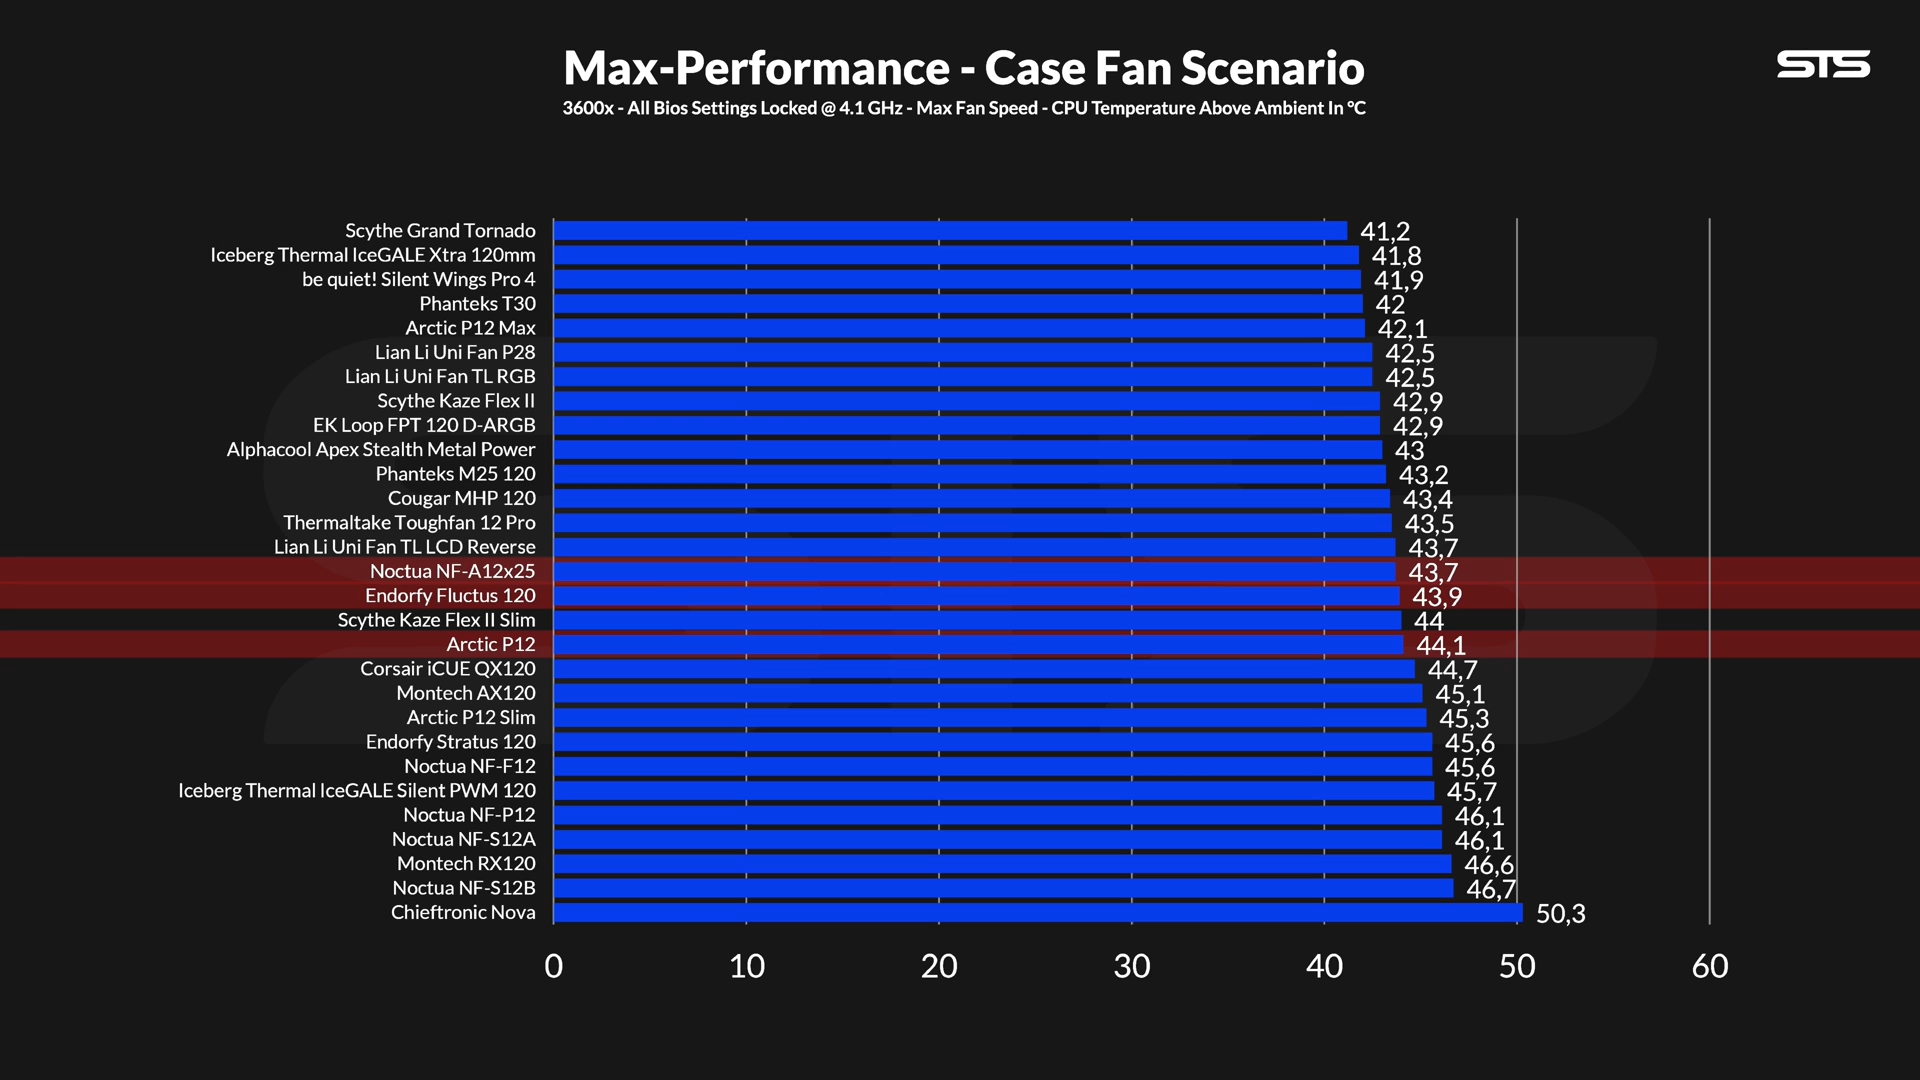 Max-Performance - Case Fan Scenario
STS
3600x - All Bios Settings Locked @ 4.1 GHz - Max Fan Speed - CPU Temperature Above Ambient In °C
Scythe Grand Tornado 41,2
Iceberg Thermal IceGALE Xtra 120mm 41,8
be quiet! Silent Wings Pro 4 41,9
Phanteks T30 42
Arctic P12 Max 42,1
Lian Li Uni Fan P28 42,5
Lian Li Uni Fan TL RGB 42,5
Scythe Kaze Flex II 42,9
EK Loop FPT 120 D-ARGB 42,9
Alphacool Apex Stealth Metal Power 43
Phanteks M25 120 43,2
Cougar MHP 120 43,4
Thermaltake Toughfan 12 Pro 43,5
Lian Li Uni Fan TL LCD Reverse 43,7
Noctua NF-A12x25 43,7
Endorfy Fluctus 120 43,9
Scythe Kaze Flex II Slim 44
Arctic P12 44,1
Corsair iCUE QX120 44,7
Montech AX120 45,1
Arctic P12 Slim 45,3
Endorfy Stratus 120 45,6
Noctua NF-F12 45,6
Iceberg Thermal IceGALE Silent PWM 120 45,7
Noctua NF-P12 46,1
Noctua NF-S12A 46,1
Montech RX120 46,6
Noctua NF-S12B 46,7
Chieftronic Nova 50,3
0 10 20 30 40 50 60